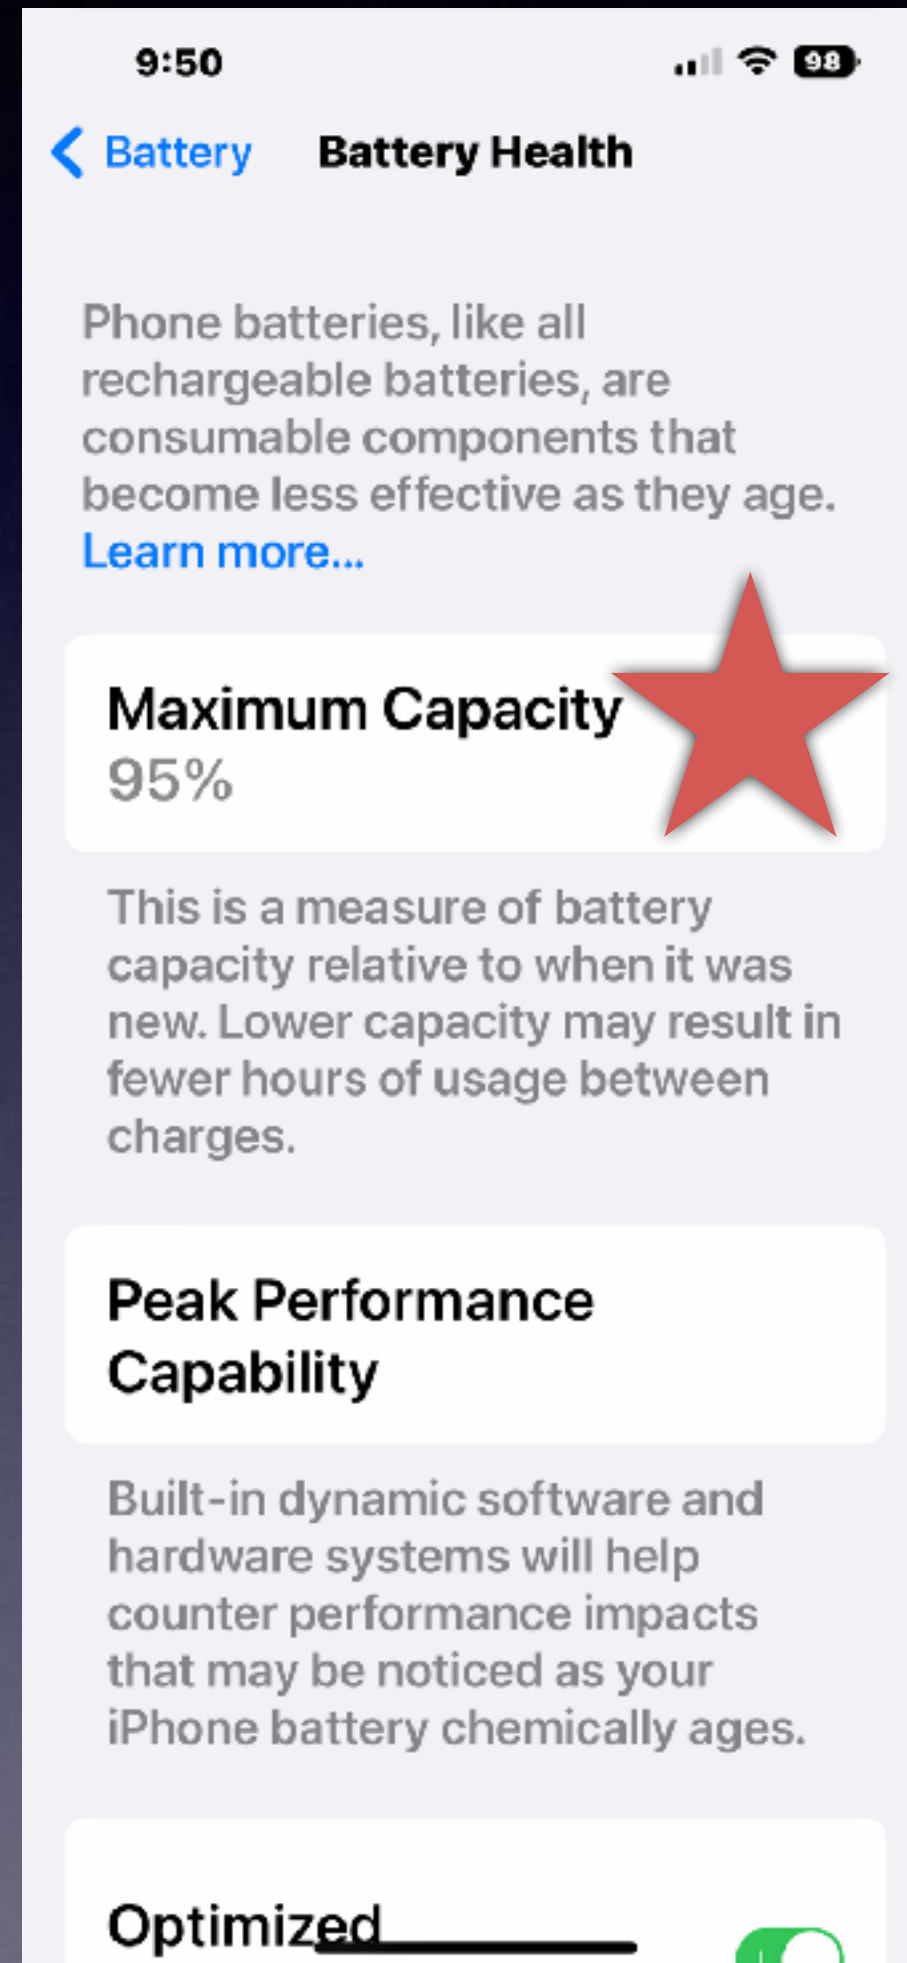 9:50
98
Battery
Battery Health
Phone batteries, like all
rechargeable batteries, are
consumable components that
become less effective as they age.
Learn more...
Maximum Capacity
95%
This is a measure of battery
capacity relative to when it was
new. Lower capacity may result in
fewer hours of usage between
charges.
Peak Performance
Capability
Built-in dynamic software and
hardware systems will help
counter performance impacts
that may be noticed as your
iPhone battery chemically ages.
Optimized